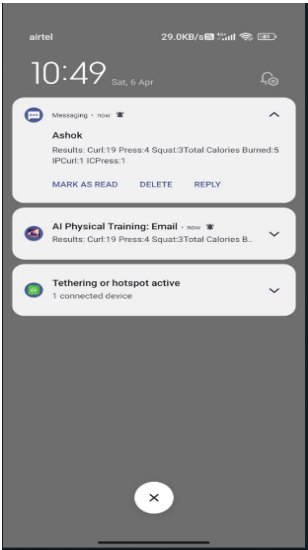 airtel 29.0KB/s
10:49 Sat, 6 Apr
Messaging • now
Ashok
Results: Curl:19 Press:4 Squat:3Total Calories Burned:5
IPCurl:1 ICPress:1
MARK AS READ DELETE REPLY
AI Physical Training: Email • now
Results: Curl:19 Press:4 Squat:3Total Calories B..
Tethering or hotspot active
1 connected device